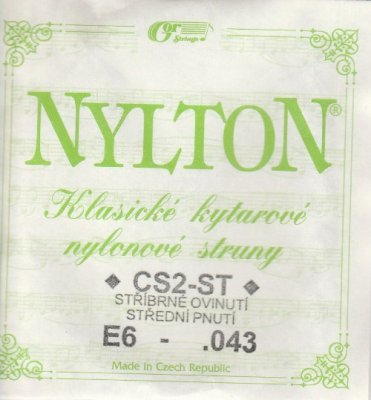 Gor
Strings
NYLTON®
Klasické kytarové
nylonové struny
◆ CS2-ST ◆
STŘÍBRNÉ OVINUTÍ
STŘEDNÍ PNUTÍ
E6 - .043
Made in Czech Republic